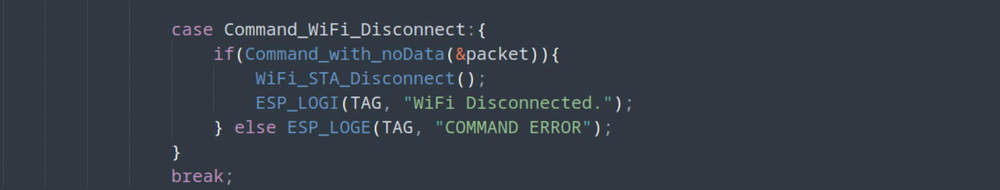 case Command_WiFi_Disconnect:{
if(Command_with_noData(&packet)){
WiFi_STA_Disconnect();
ESP_LOGI(TAG, "WiFi Disconnected.");
} else ESP_LOGE(TAG, "COMMAND ERROR");
}
break;